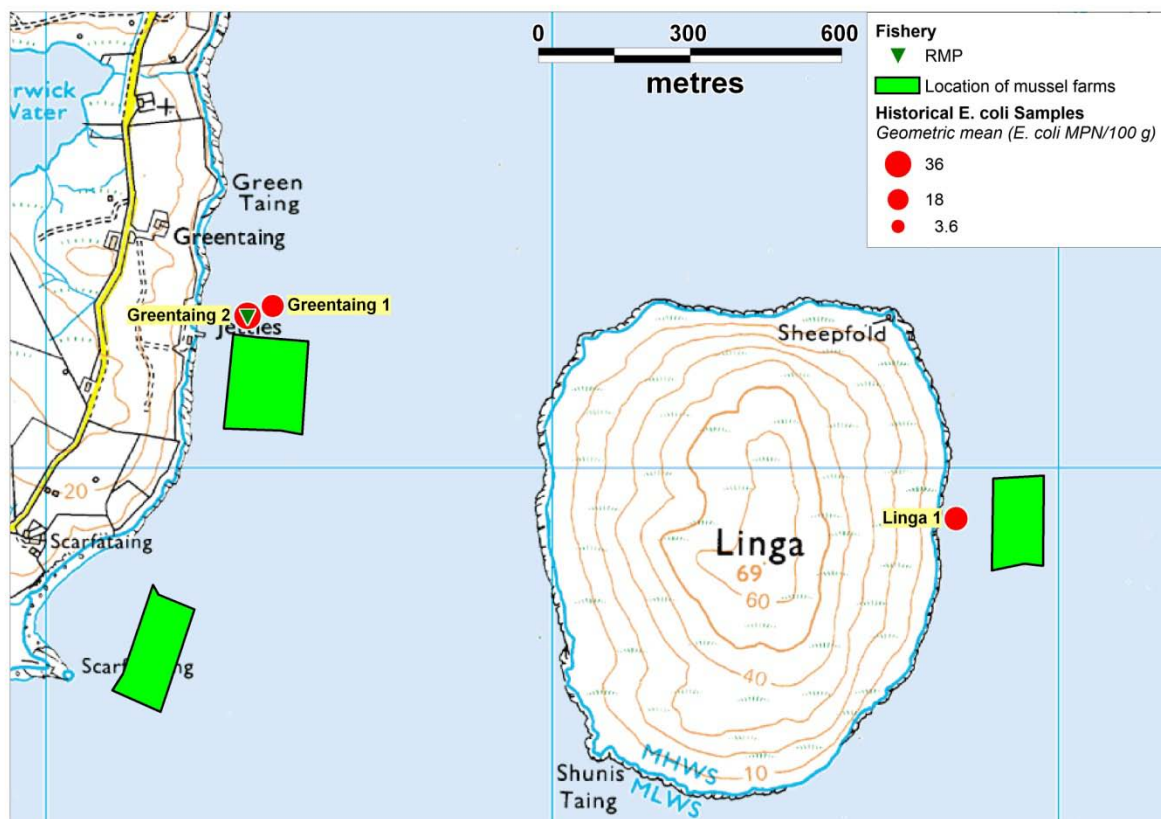 0 300 600
metres
Fishery
RMP
Location of mussel farms
Historical E. coli Samples
Geometric mean (E. coli MPN/100 g)
36
18
3.6
rwick
Water
Green
Taing
Greentaing
Greentaing 1
Greentaing 2
Jetties
Sheepfold
20
Linga 1
Linga
69
60
Scarfataing
40
Scarf ng
10
MHWS
MLWS
Shunis
Taing